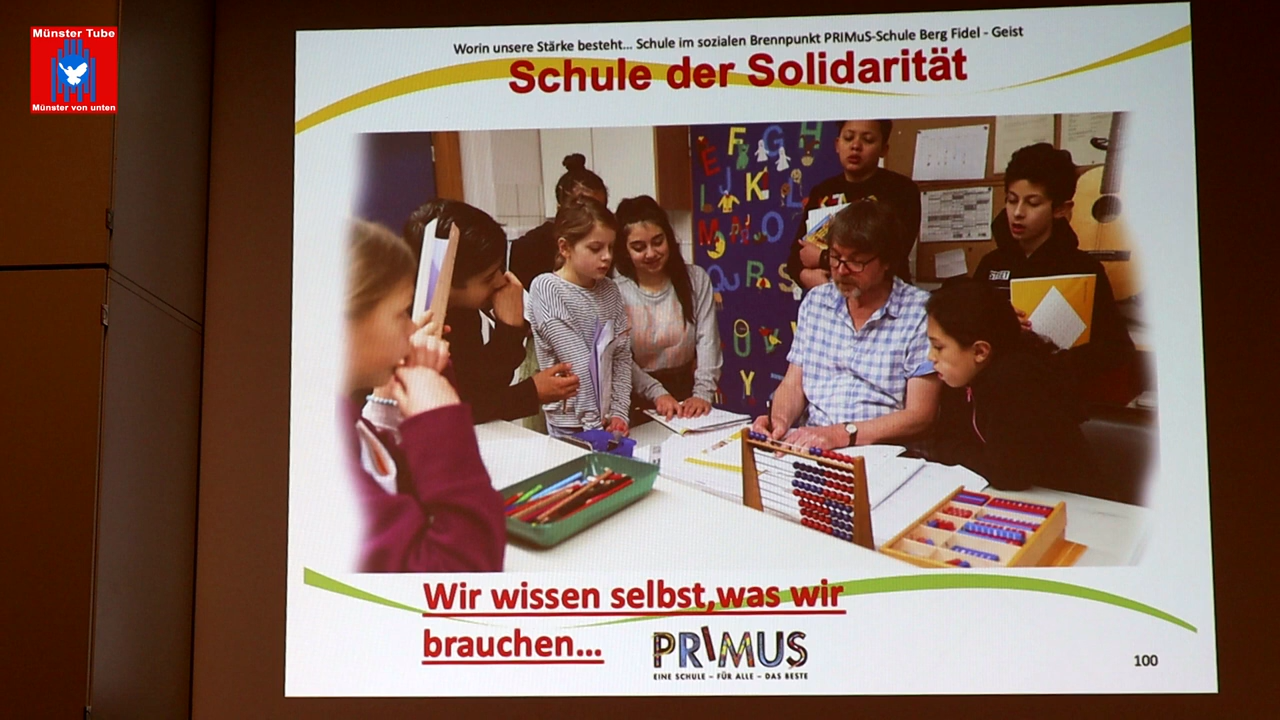 Münster Tube
Münster von unten
Worin unsere Stärke besteht... Schule im sozialen Brennpunkt PRIMuS-Schule Berg Fidel - Geist
Schule der Solidarität
E F G H
J K L
L
M N O
Q R S
U V
Y
Wir wissen selbst,was wir
brauchen...
PRIMUS
EINE SCHULE – FÜR ALLE – DAS BESTE
100